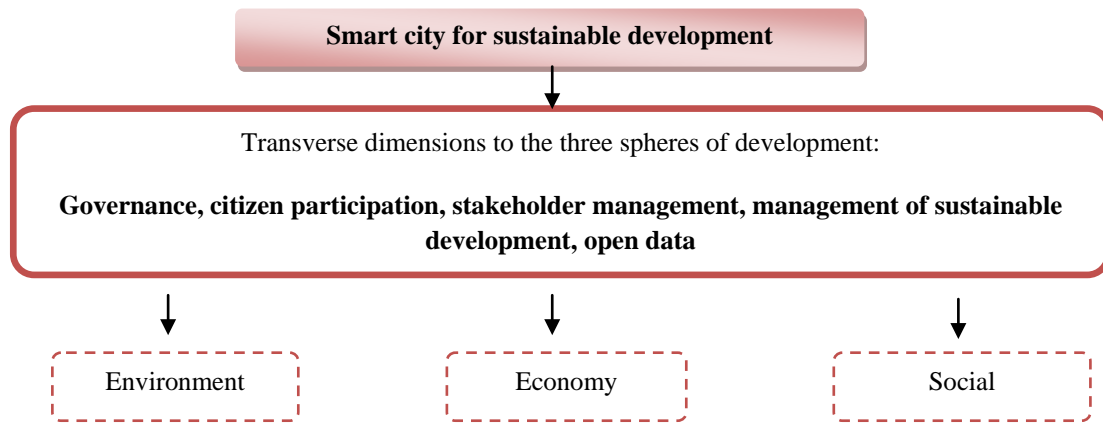 Smart city for sustainable development
Transverse dimensions to the three spheres of development:
Governance, citizen participation, stakeholder management, management of sustainable
development, open data
Environment
Economy
Social